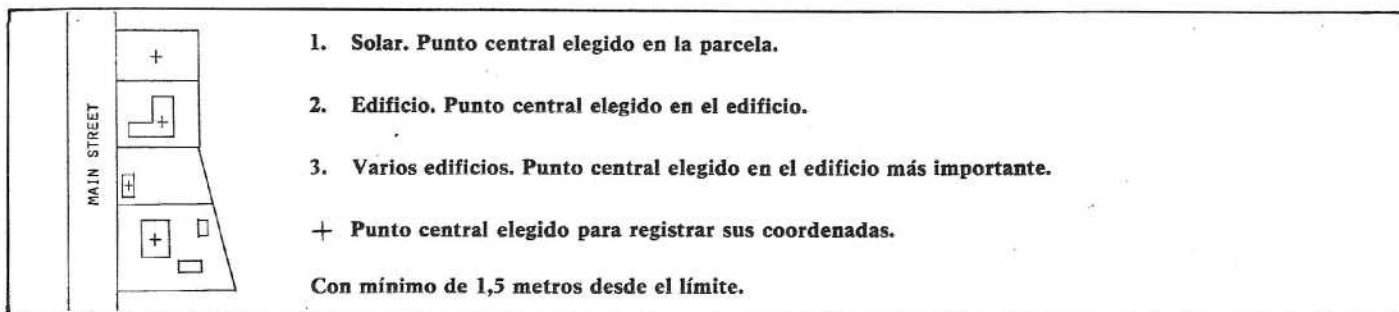 MAIN STREET
1. Solar. Punto central elegido en la parcela.
2. Edificio. Punto central elegido en el edificio.
3. Varios edificios. Punto central elegido en el edificio más importante.
+ Punto central elegido para registrar sus coordenadas.
Con mínimo de 1,5 metros desde el límite.